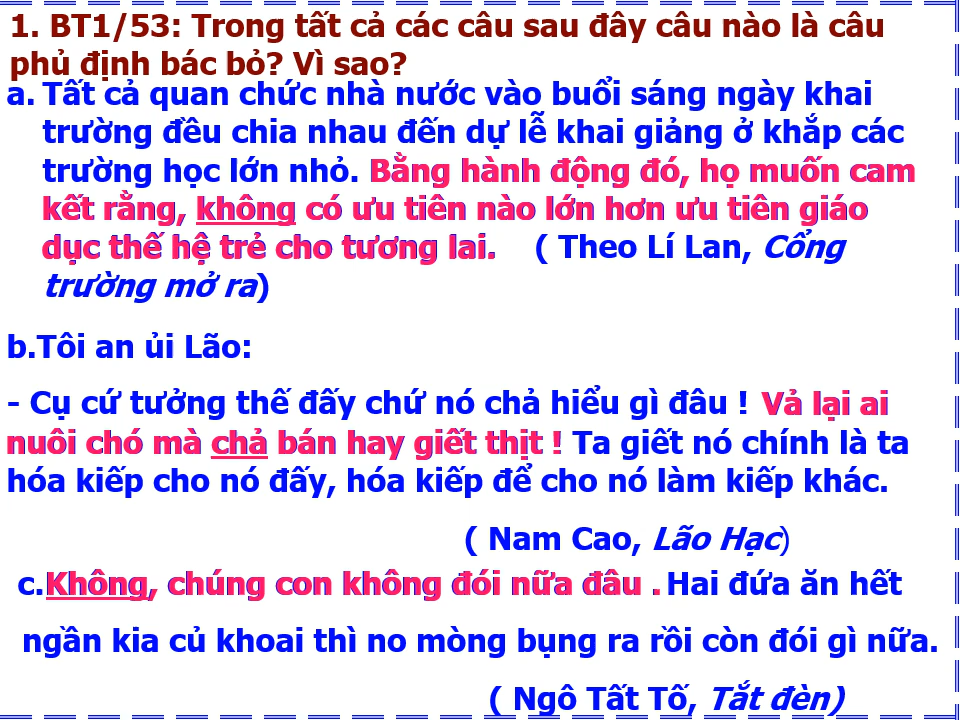 1. BT1/53: Trong tất cả các câu sau đây câu nào là câu
phủ định bác bỏ? Vì sao?
a. Tất cả quan chức nhà nước vào buổi sáng ngày khai
trường đều chia nhau đến dự lễ khai giảng ở khắp các
trường học lớn nhỏ. Bằng hành động đó, họ muốn cam
kết rằng, không có ưu tiên nào lớn hơn ưu tiên giáo
dục thế hệ trẻ cho tương lai. ( Theo Lí Lan, Cổng
trường mở ra)
b.Tôi an ủi Lão:
- Cụ cứ tưởng thế đấy chứ nó chả hiểu gì đâu ! Vả lại ai
nuôi chó mà chả bán hay giết thịt ! Ta giết nó chính là ta
hóa kiếp cho nó đấy, hóa kiếp để cho nó làm kiếp khác.
( Nam Cao, Lão Hạc)
c.Không, chúng con không đói nữa đâu . Hai đứa ăn hết
ngần kia củ khoai thì no mòng bụng ra rồi còn đói gì nữa.
( Ngô Tất Tố, Tắt đèn)